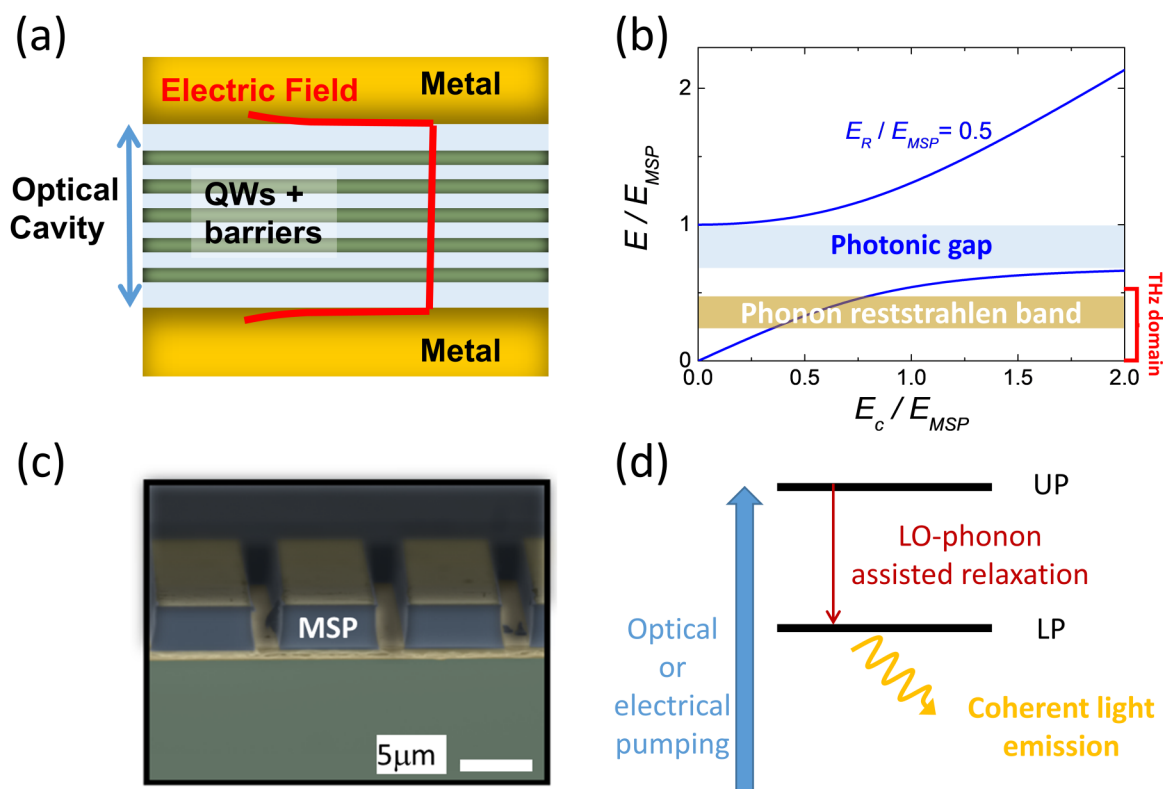 (a)
Electric Field
Metal
Optical
Cavity
QWs +
barriers
Metal
(b)
E / E_MSP
2
1
0
E_R / E_MSP = 0.5
Photonic gap
Phonon reststrahlen band
THz domain
0.0
0.5
1.0
1.5
2.0
E_c / E_MSP
(c)
MSP
5μm
(d)
UP
LO-phonon
assisted relaxation
LP
Optical
or
electrical
pumping
Coherent light
emission